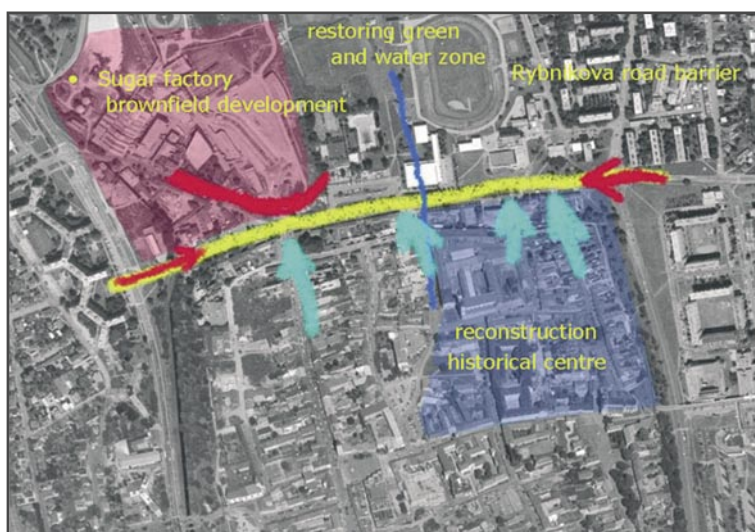 restoring green
and water zone
• Sugar factory
brownfield development
Rybnikova road barrier
reconstruction
historical centre